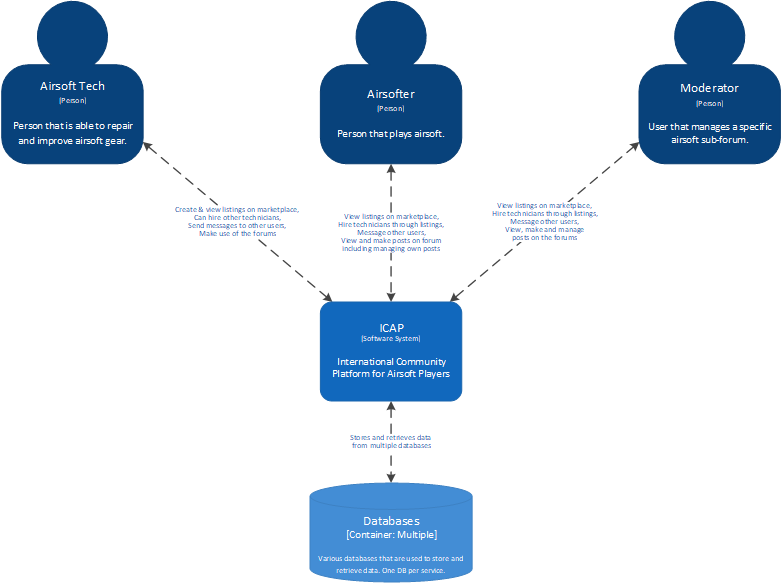 Airsoft Tech
[Person]
Person that is able to repair
and improve airsoft gear.
Airsofter
[Person]
Person that plays airsoft.
Moderator
[Person]
User that manages a specific
airsoft sub-forum.
Create & view listings on marketplace,
Can hire other technicians,
Send messages to other users,
Make use of the forums
View listings on marketplace,
Hire technicians through listings,
Message other users,
View and make posts on forum
including managing own posts
View listings on marketplace,
Hire technicians through listings,
Message other users,
View, make and manage
posts on the forums
ICAP
[Software System]
International Community
Platform for Airsoft Players
Stores and retrieves data
from multiple databases
Databases
[Container: Multiple]
Various databases that are used to store and
retrieve data. One DB per service.